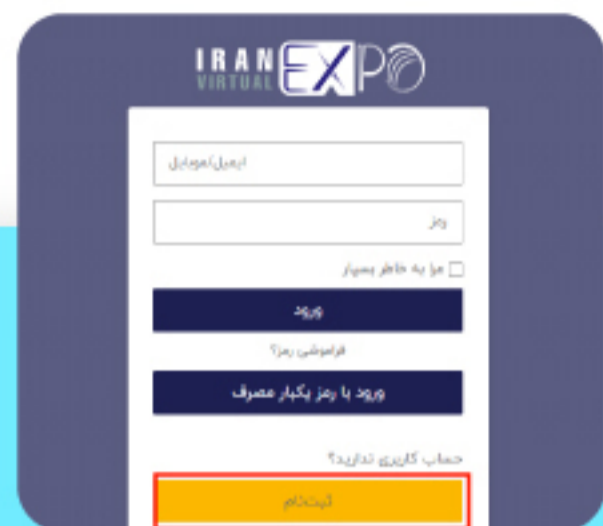 IRAN EXPO
VIRTUAL
ایمیل/موبایل
رمز
مرا به خاطر بسپار
ورود
فراموشی رمز؟
ورود با رمز یکبار مصرف
حساب کاربری ندارید؟
ثبت‌نام